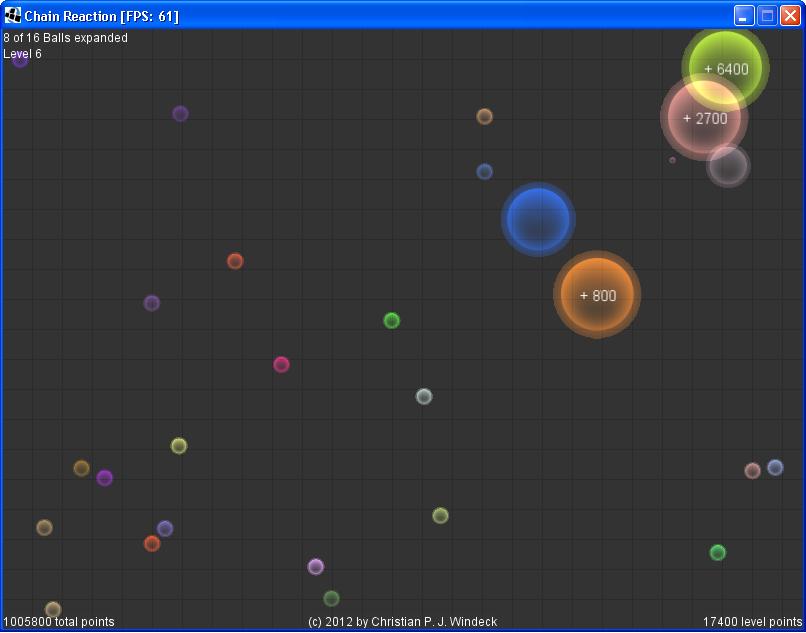 Chain Reaction [FPS: 61]
8 of 16 Balls expanded
Level 6
+ 6400
+ 2700
+ 800
1005800 total points
(c) 2012 by Christian P. J. Windeck
17400 level points